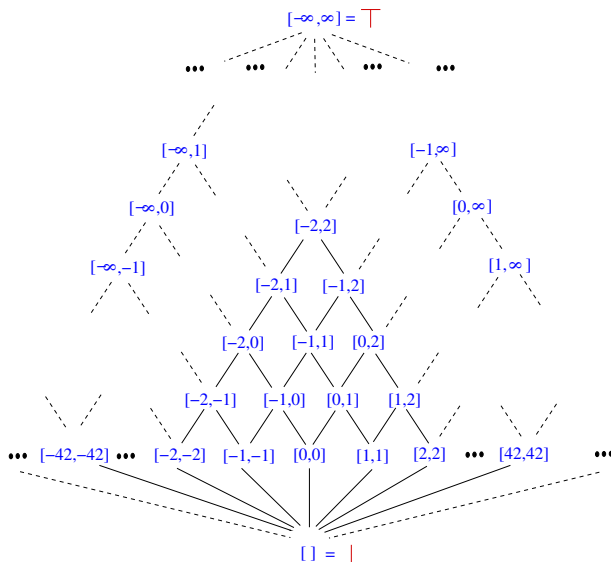 [-∞,∞] = ⊤
••• ••• ••• •••
[-∞,1] [−1,∞]
[-∞,0] [0,∞]
[−2,2]
[-∞,−1] [1,∞]
[−2,1] [−1,2]
[−2,0] [−1,1] [0,2]
[−2,−1] [−1,0] [0,1] [1,2]
••• [−42,−42] ••• [−2,−2] [−1,−1] [0,0] [1,1] [2,2] ••• [42,42] •••
[ ] = |